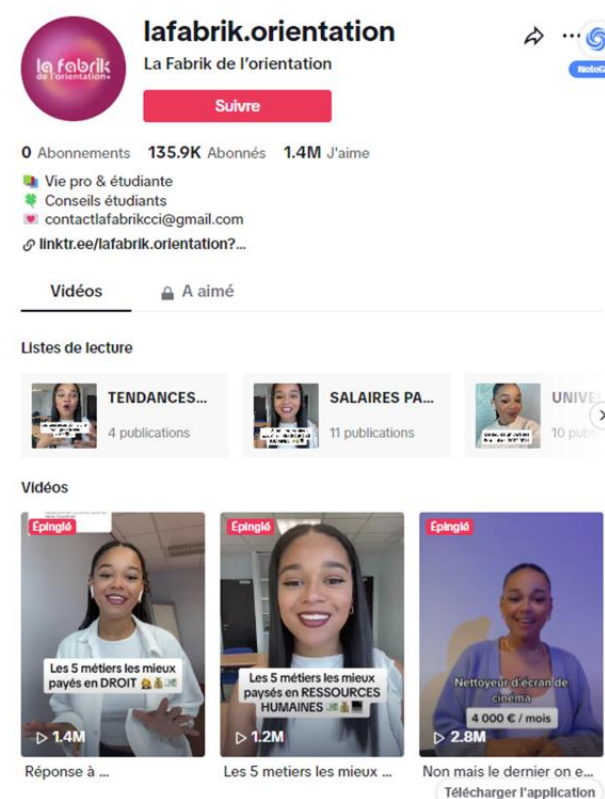 lafabrik.orientation
La Fabrik de l'orientation
la fabrik
de l'orientation
Suivre
0 Abonnements 135.9K Abonnés 1.4M J'aime
Vie pro & étudiante
Conseils étudiants
contactlafabrikcci@gmail.com
linktr.ee/lafabrik.orientation?...
Vidéos A aimé
Listes de lecture
TENDANCES...
4 publications
SALAIRES PA...
11 publications
UNIVE
10 pub
Vidéos
Épinglé
Les 5 métiers les mieux
payés en DROIT
1.4M
Réponse à ...
Épinglé
Les 5 métiers les mieux
paysés en RESSOURCES
HUMAINES
1.2M
Les 5 metiers les mieux ...
Épinglé
Nettoyeur d'écran de
cinéma
4 000 € / mois
2.8M
Non mais le dernier on e...
Télécharger l'application